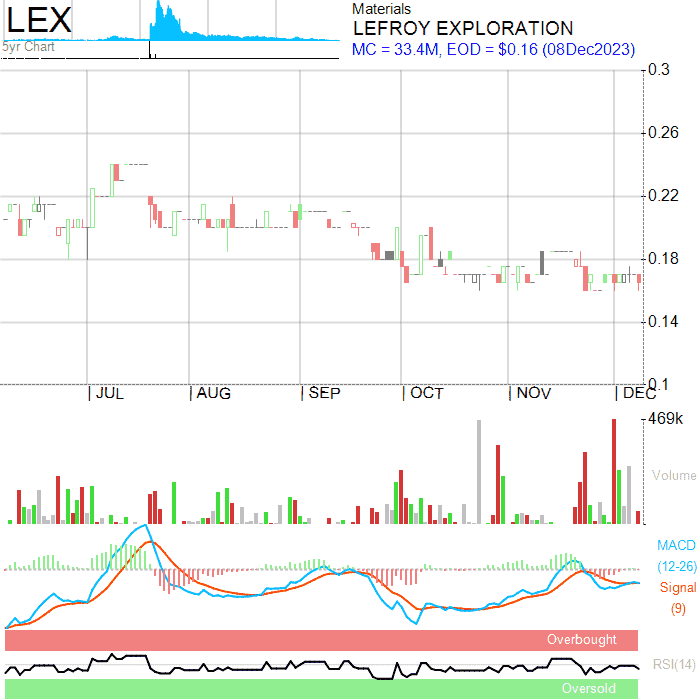 LEX
5yr Chart
Materials
LEFROY EXPLORATION
MC = 33.4M, EOD = $0.16 (08Dec2023)
0.3
0.26
0.22
0.18
0.14
0.1
JUL AUG SEP OCT NOV DEC
469k
Volume
MACD
(12-26)
Signal
(9)
Overbought
RSI(14)
Oversold